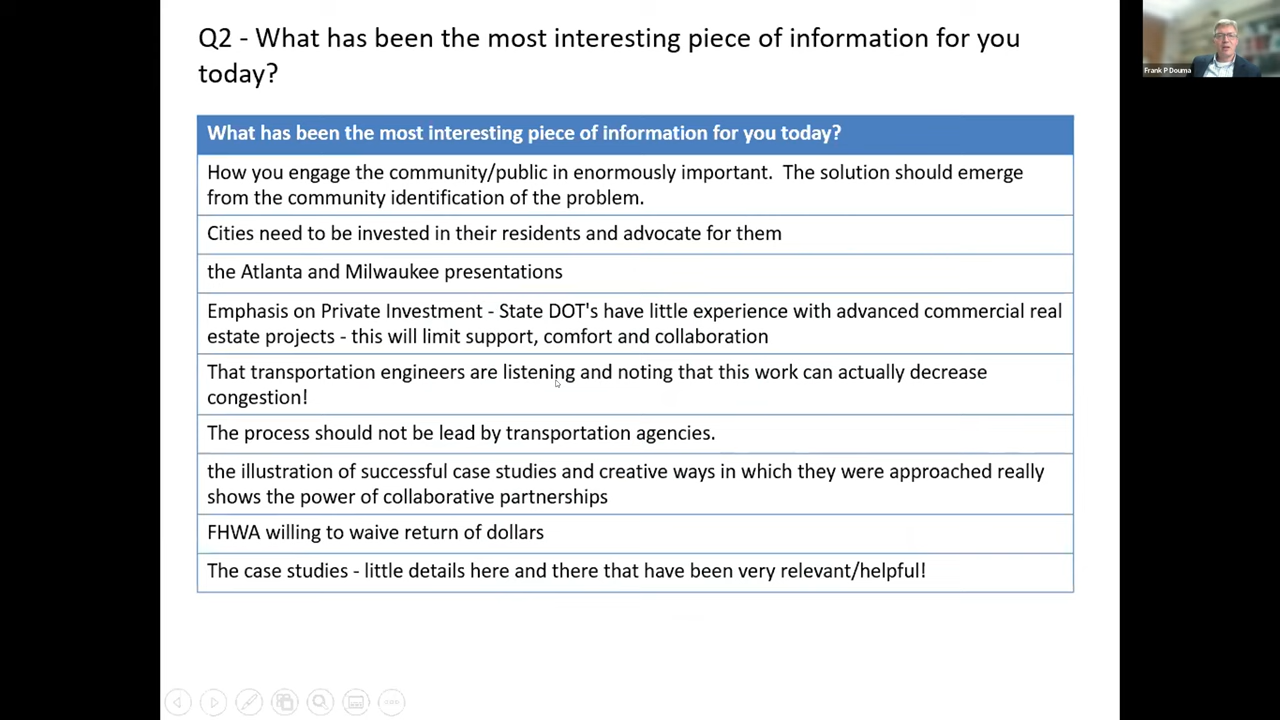 Q2 - What has been the most interesting piece of information for you
today?
Frank P Douma
What has been the most interesting piece of information for you today?
How you engage the community/public in enormously important.  The solution should emerge
from the community identification of the problem.
Cities need to be invested in their residents and advocate for them
the Atlanta and Milwaukee presentations
Emphasis on Private Investment - State DOT's have little experience with advanced commercial real
estate projects - this will limit support, comfort and collaboration
That transportation engineers are listening and noting that this work can actually decrease
congestion!
The process should not be lead by transportation agencies.
the illustration of successful case studies and creative ways in which they were approached really
shows the power of collaborative partnerships
FHWA willing to waive return of dollars
The case studies - little details here and there that have been very relevant/helpful!